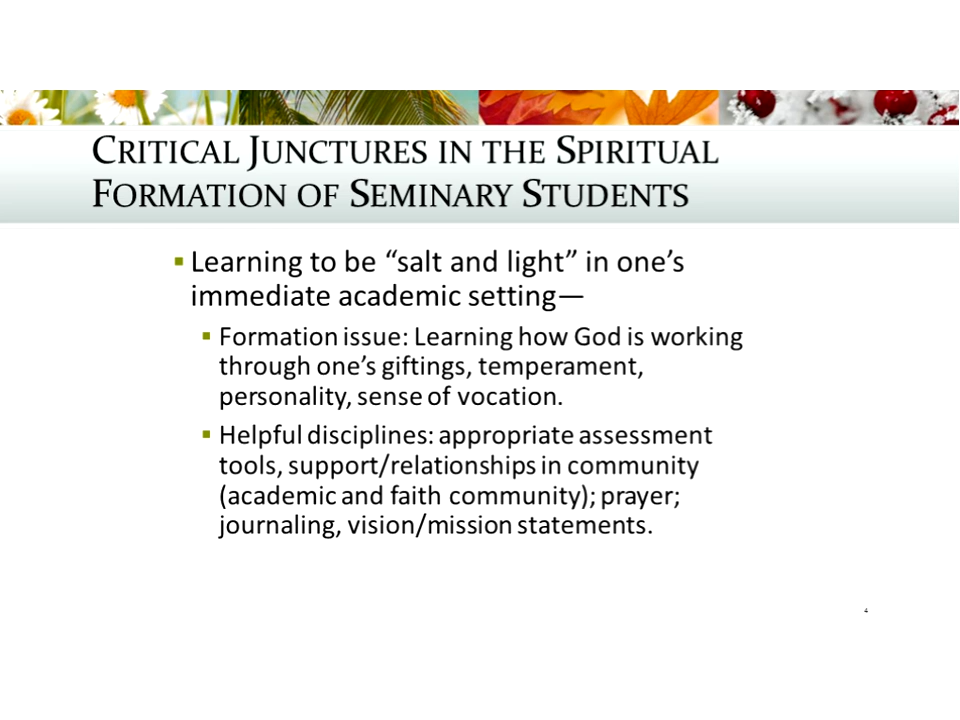 Critical Junctures in the Spiritual
Formation of Seminary Students
▪ Learning to be “salt and light” in one’s
immediate academic setting—
▪ Formation issue: Learning how God is working
through one’s giftings, temperament,
personality, sense of vocation.
▪ Helpful disciplines: appropriate assessment
tools, support/relationships in community
(academic and faith community); prayer;
journaling, vision/mission statements.
4